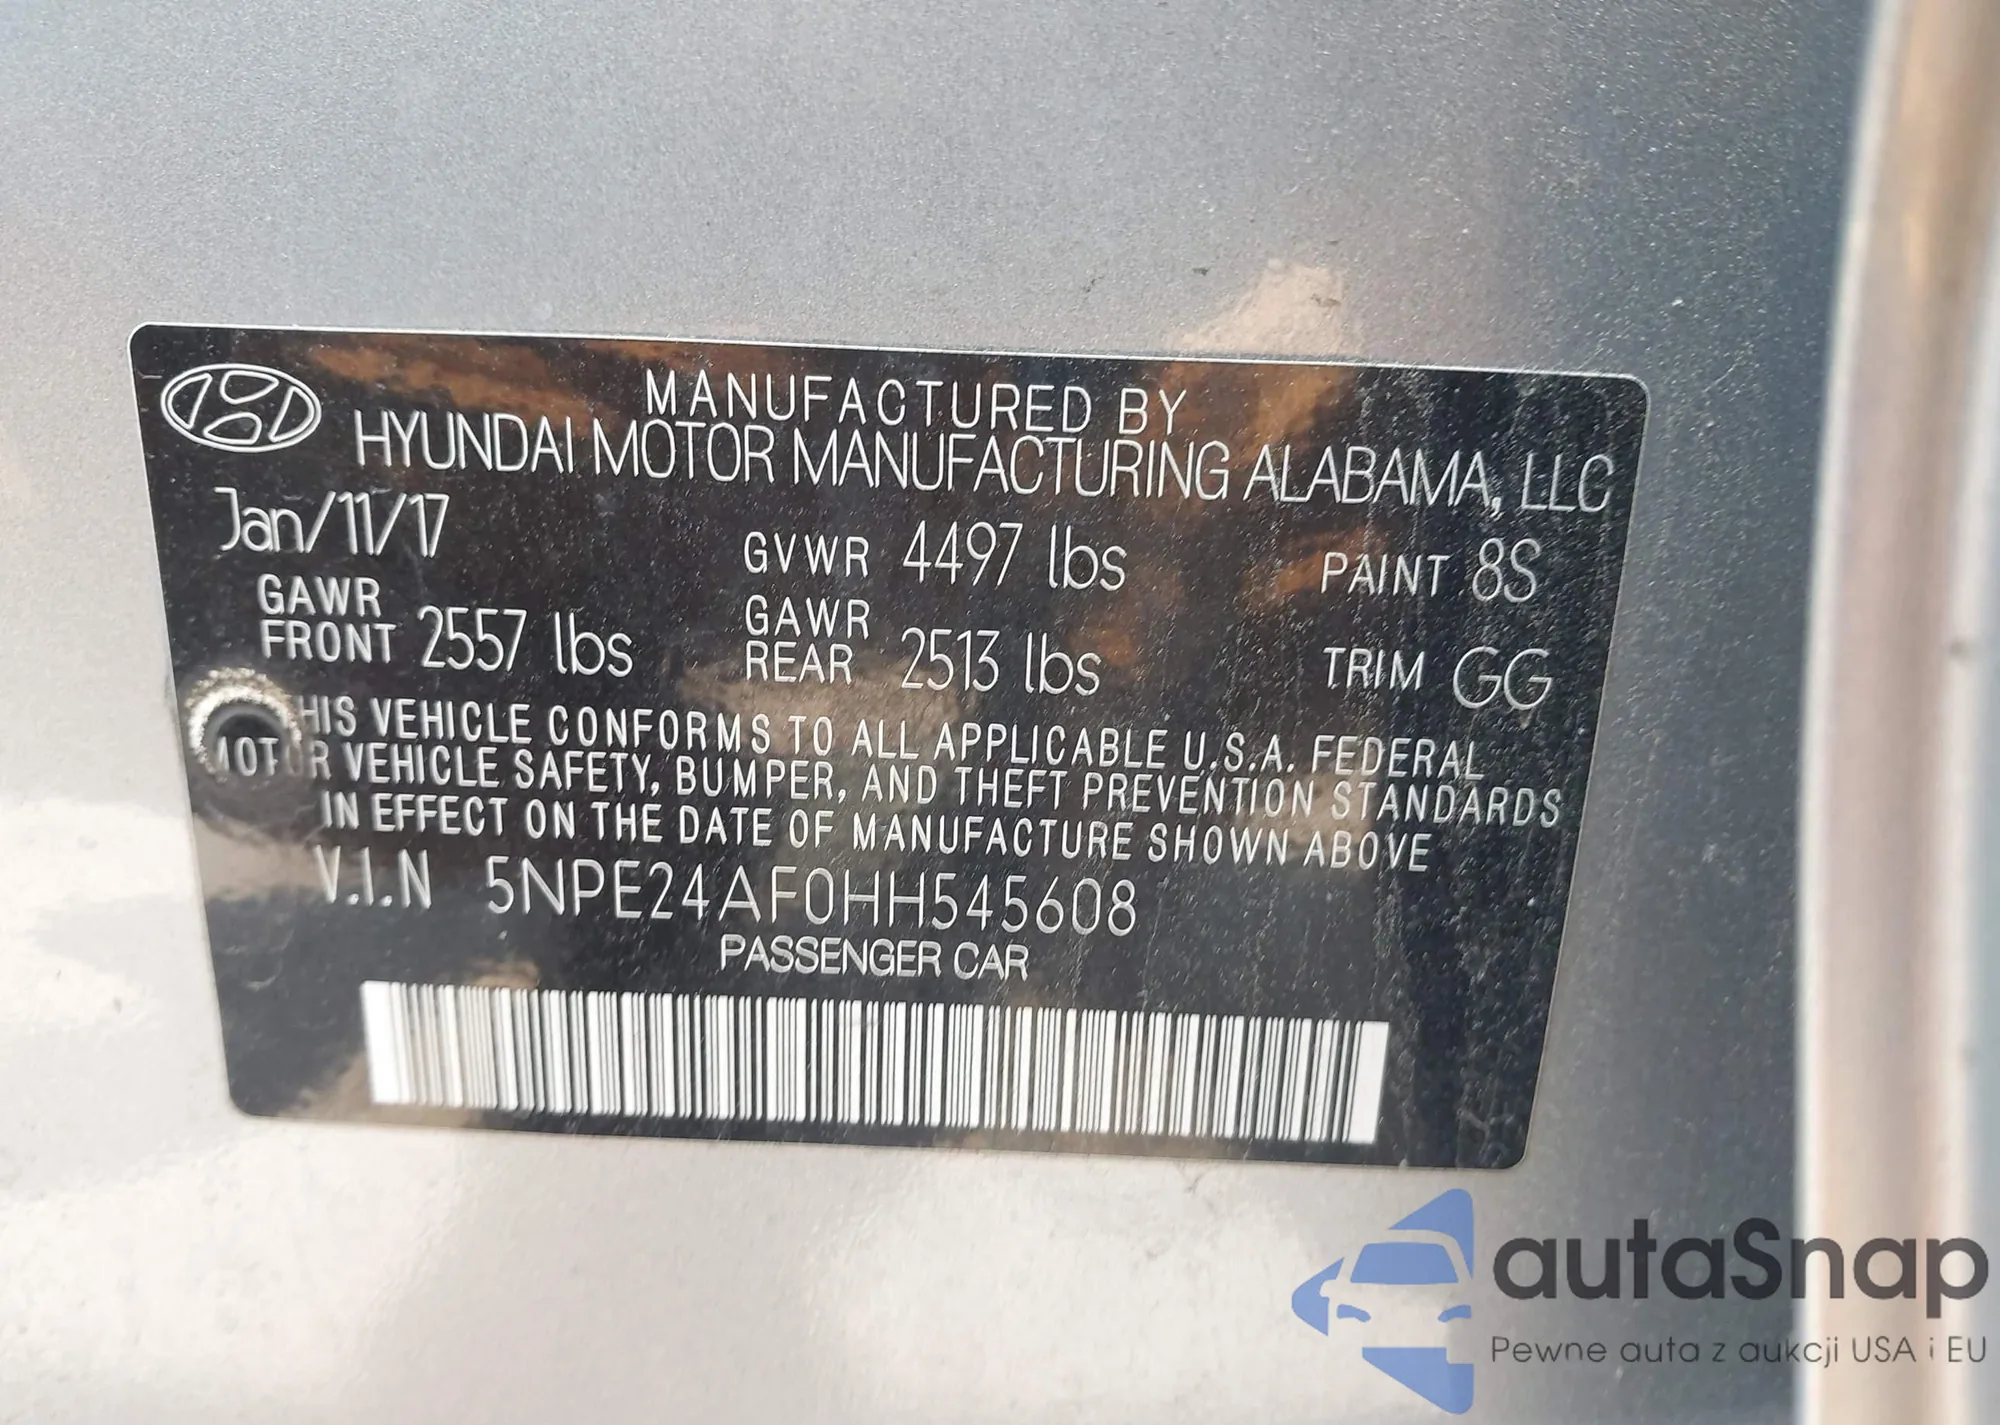 MANUFACTURED BY
HYUNDAI MOTOR MANUFACTURING ALABAMA, LLC
Jan/11/17 GVWR 4497 lbs PAINT 8S
GAWR FRONT 2557 lbs GAWR REAR 2513 lbs TRIM GG
THIS VEHICLE CONFORMS TO ALL APPLICABLE U.S.A. FEDERAL
MOTOR VEHICLE SAFETY, BUMPER, AND THEFT PREVENTION STANDARDS
IN EFFECT ON THE DATE OF MANUFACTURE SHOWN ABOVE
V.I.N 5NPE24AF0HH545608
PASSENGER CAR
autaSnap
Pewne auta z aukcji USA i EU